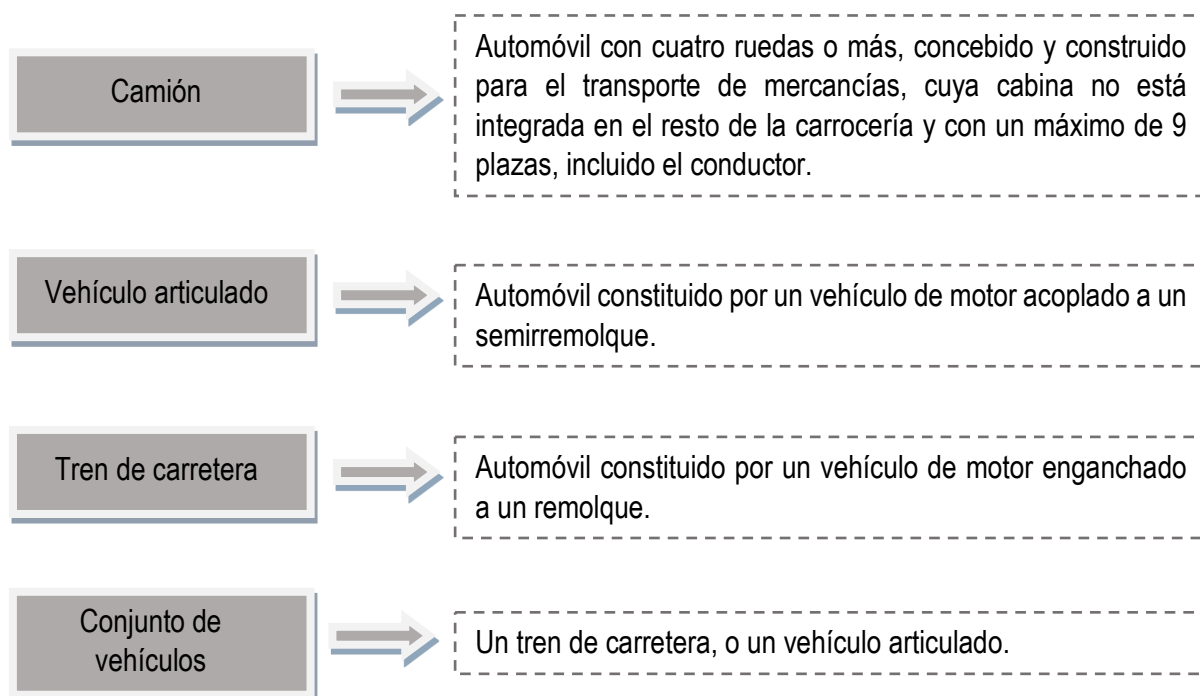 Camión
Automóvil con cuatro ruedas o más, concebido y construido
para el transporte de mercancías, cuya cabina no está
integrada en el resto de la carrocería y con un máximo de 9
plazas, incluido el conductor.
Vehículo articulado
Automóvil constituido por un vehículo de motor acoplado a un
semirremolque.
Tren de carretera
Automóvil constituido por un vehículo de motor enganchado
a un remolque.
Conjunto de
vehículos
Un tren de carretera, o un vehículo articulado.